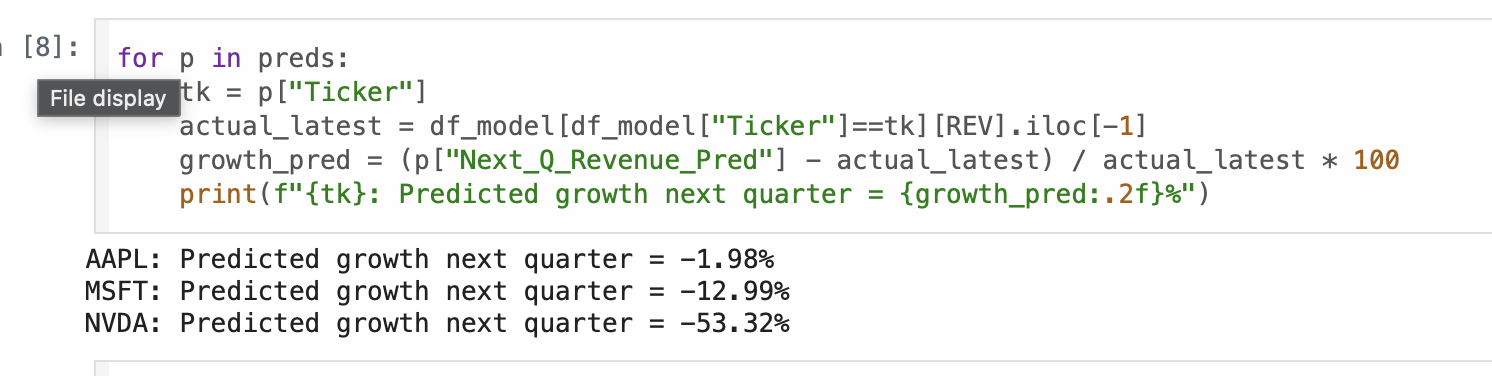 [8]:
for p in preds:
File display
tk = p["Ticker"]
actual_latest = df_model[df_model["Ticker"]==tk][REV].iloc[-1]
growth_pred = (p["Next_Q_Revenue_Pred"] - actual_latest) / actual_latest * 100
print(f"{tk}: Predicted growth next quarter = {growth_pred:.2f}%")
AAPL: Predicted growth next quarter = -1.98%
MSFT: Predicted growth next quarter = -12.99%
NVDA: Predicted growth next quarter = -53.32%